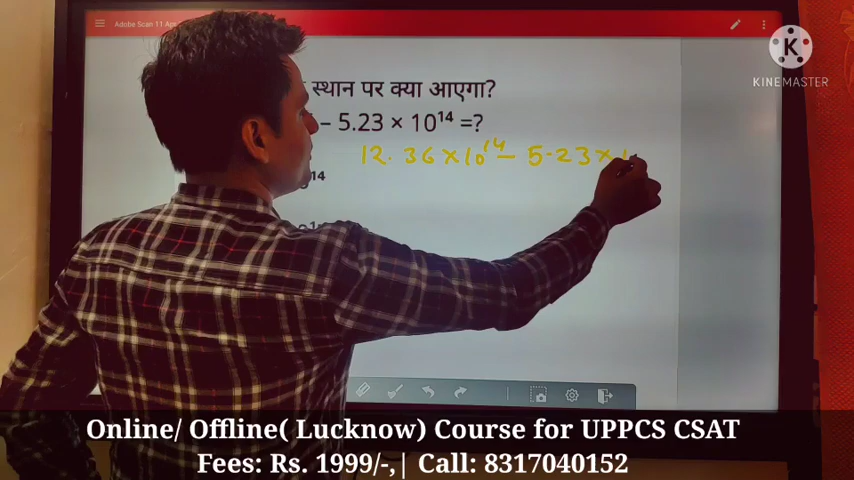 Adobe Scan 11 Apr
स्थान पर क्या आएगा?
– 5.23 × 10¹⁴ =?
12.36×10¹⁴– 5-23×1
14
K
KINEMASTER
Online/ Offline( Lucknow) Course for UPPCS CSAT
Fees: Rs. 1999/-,| Call: 8317040152